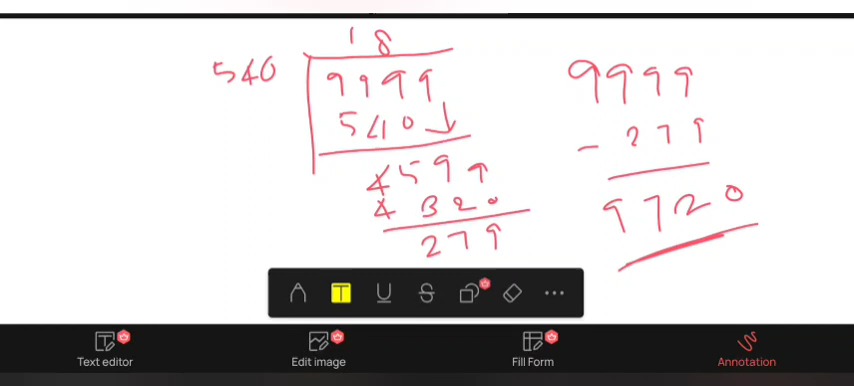 18
540 9999
540
4599
4320
279
9999
- 279
9720
T U S ...
Text editor
Edit image
Fill Form
Annotation